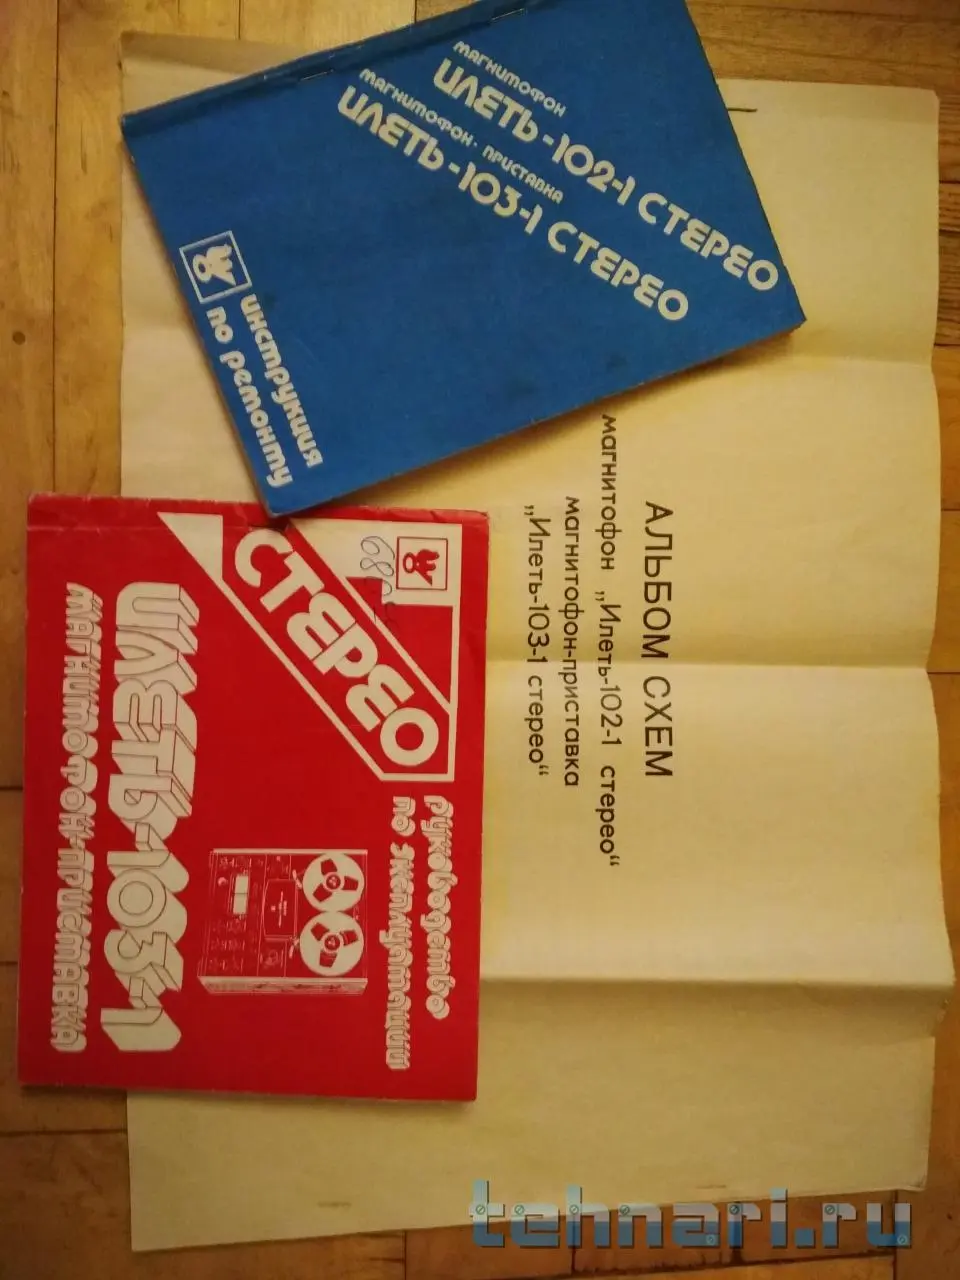 магнитофон
ИЛЕТЬ-102-1 СТЕРЕО
магнитофон-приставка
ИЛЕТЬ-103-1 СТЕРЕО
инструкция
по ремонту
АЛЬБОМ СХЕМ
магнитофон „Илеть-102-1 стерео“
магнитофон-приставка
„Илеть-103-1 стерео“
СТЕРЕО
руководство
по эксплуатации
ИЛЕТЬ-103-1
МАГНИТОФОН-ПРИСТАВКА
tehnari.ru